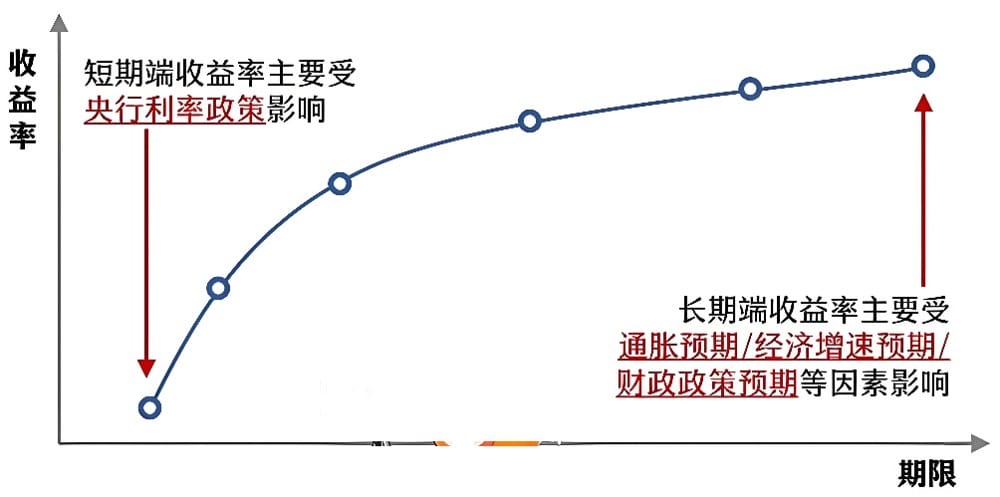 收益率
短期端收益率主要受
央行利率政策影响
长期端收益率主要受
通胀预期/经济增速预期/
财政政策预期等因素影响
期限